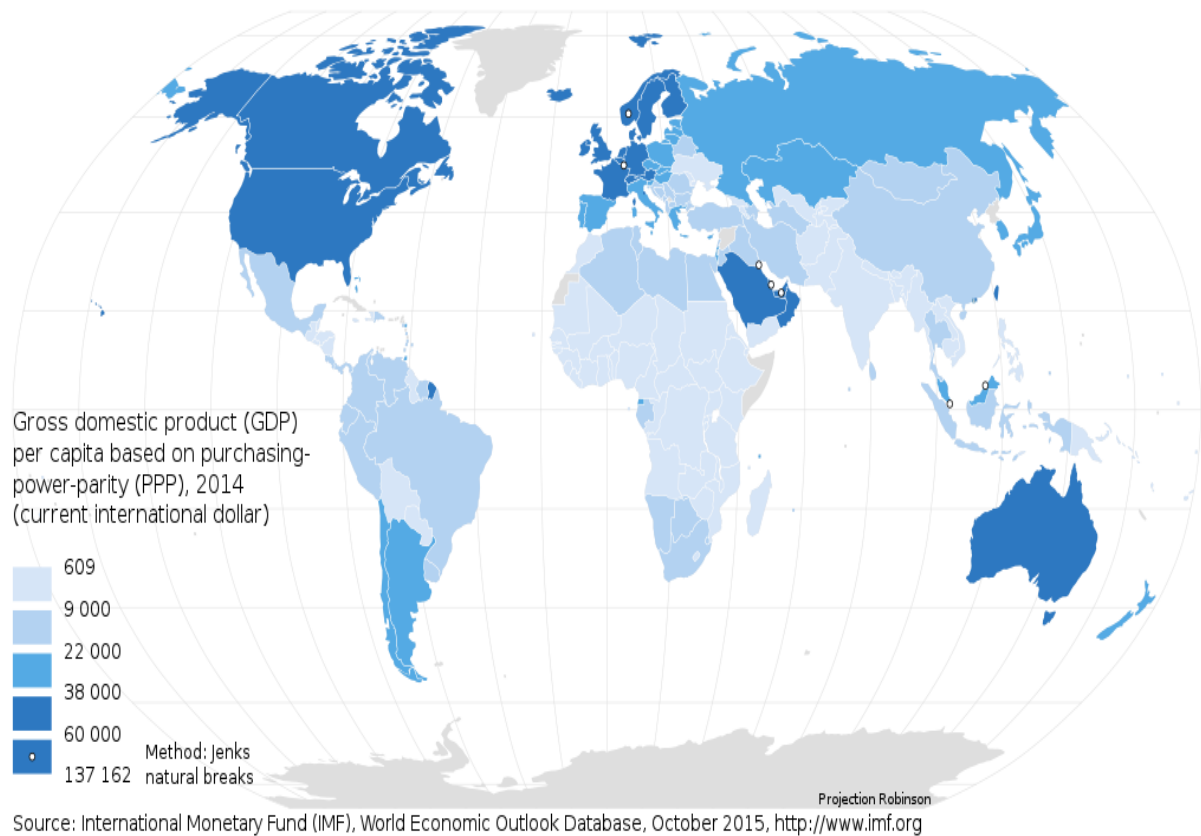 Gross domestic product (GDP)
per capita based on purchasing-
power-parity (PPP), 2014
(current international dollar)
609
9 000
22 000
38 000
60 000
137 162
Method: Jenks
natural breaks
Projection Robinson
Source: International Monetary Fund (IMF), World Economic Outlook Database, October 2015, http://www.imf.org